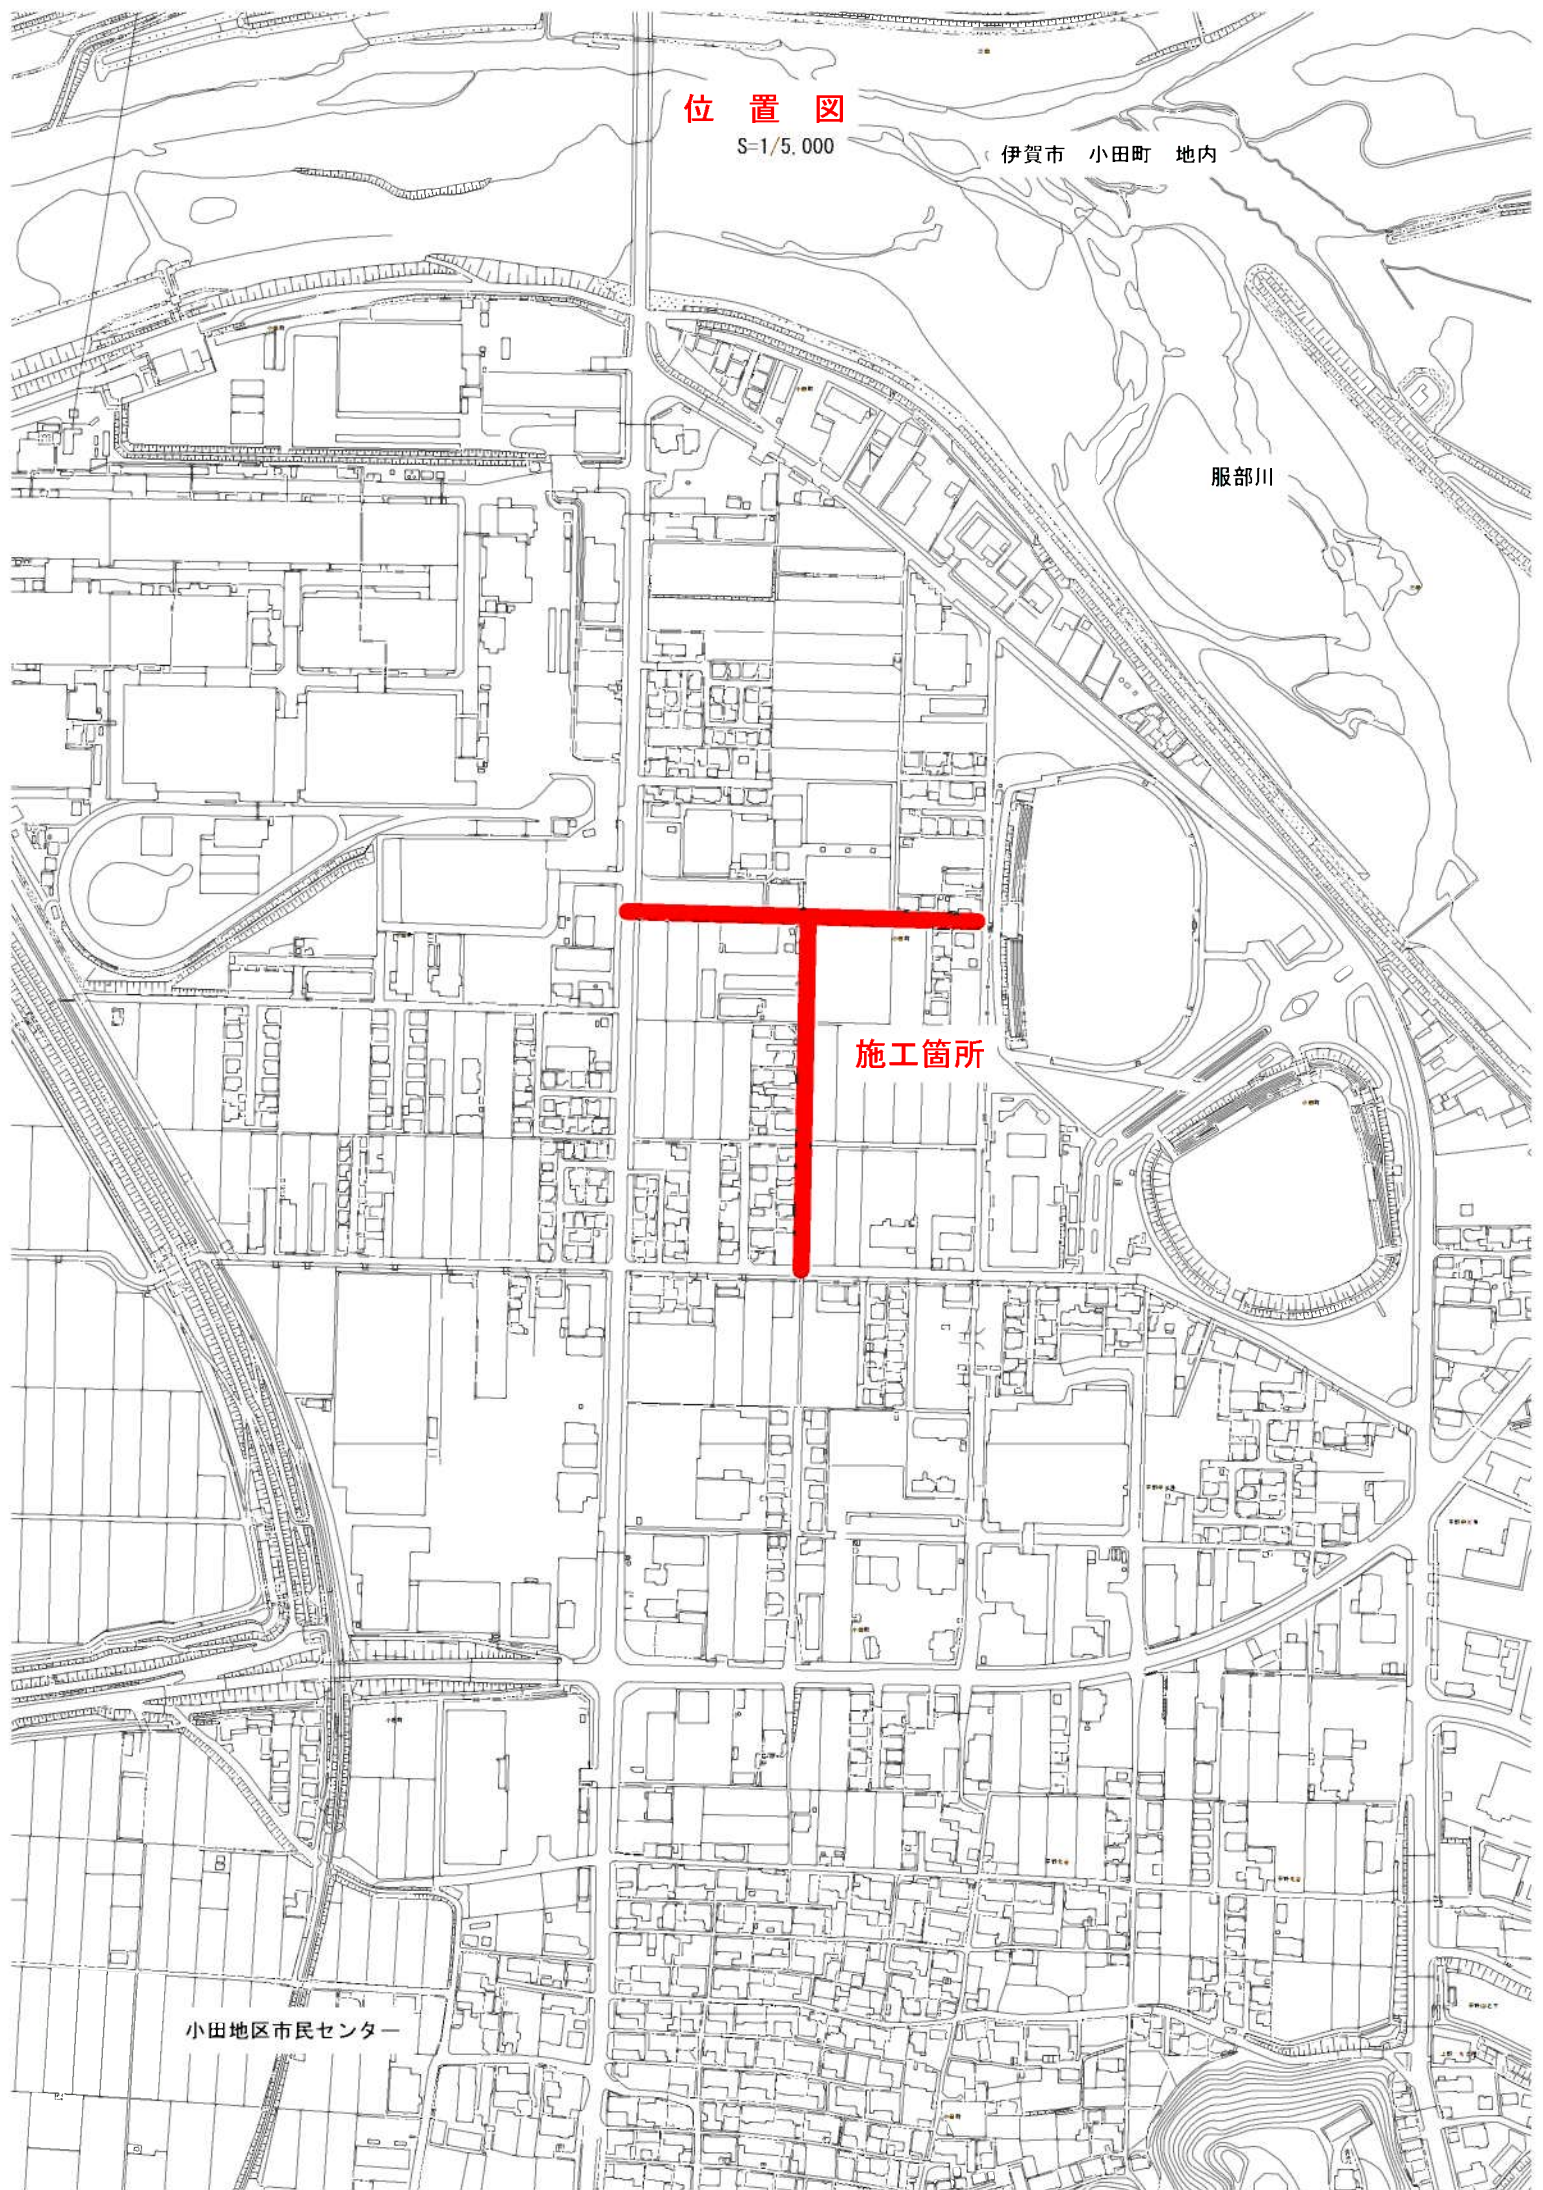 位 置 図
S=1/5,000
伊賀市 小田町 地内
服部川
施工箇所
小田地区市民センター